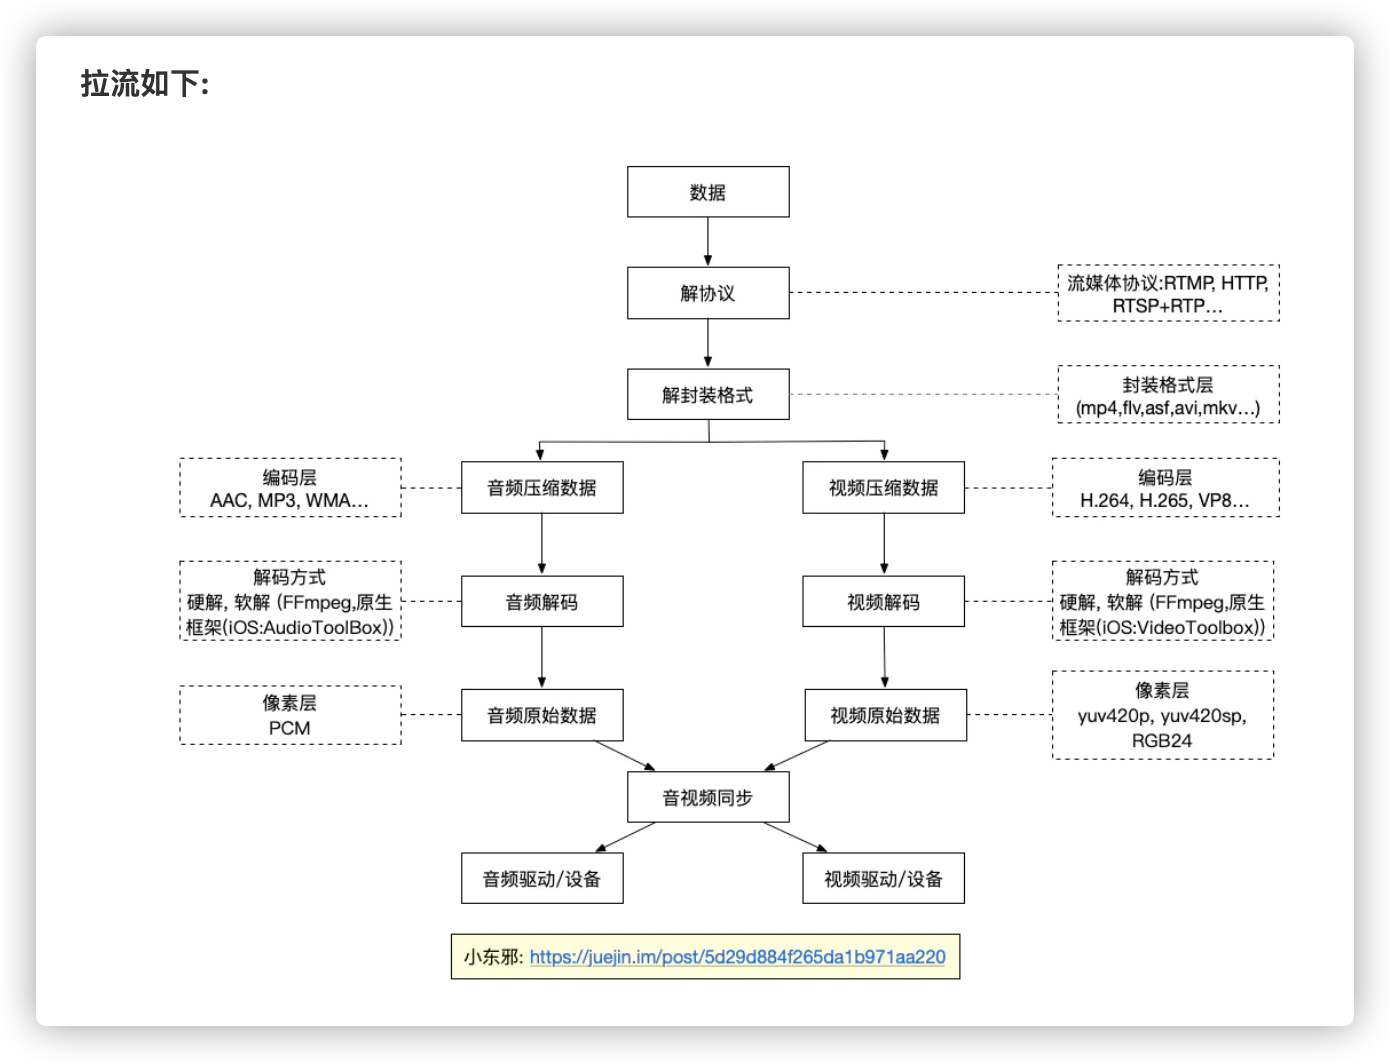 拉流如下:
数据
解协议
流媒体协议:RTMP, HTTP,
RTSP+RTP...
解封装格式
封装格式层
(mp4,flv,asf,avi,mkv...)
编码层
AAC, MP3, WMA...
音频压缩数据
视频压缩数据
编码层
H.264, H.265, VP8...
解码方式
硬解, 软解 (FFmpeg,原生
框架(iOS:AudioToolBox))
音频解码
视频解码
解码方式
硬解, 软解 (FFmpeg,原生
框架(iOS:VideoToolbox))
像素层
PCM
音频原始数据
视频原始数据
像素层
yuv420p, yuv420sp,
RGB24
音视频同步
音频驱动/设备
视频驱动/设备
小东邪: https://juejin.im/post/5d29d884f265da1b971aa220